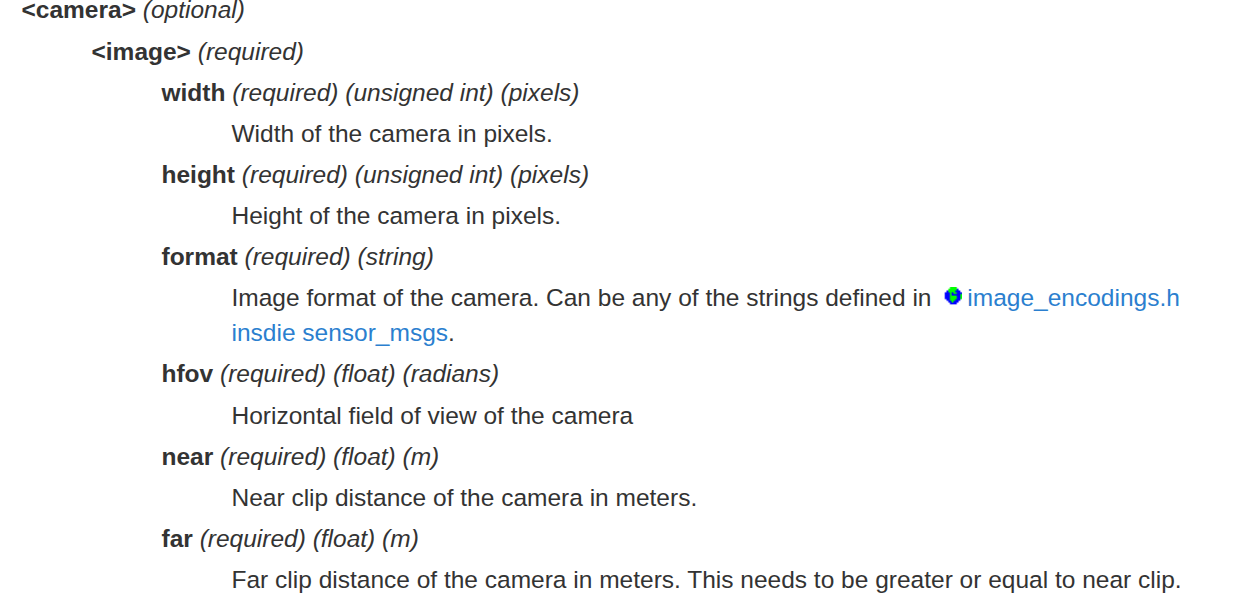 <camera> (optional)
<image> (required)
width (required) (unsigned int) (pixels)
Width of the camera in pixels.
height (required) (unsigned int) (pixels)
Height of the camera in pixels.
format (required) (string)
Image format of the camera. Can be any of the strings defined in image_encodings.h
insdie sensor_msgs.
hfov (required) (float) (radians)
Horizontal field of view of the camera
near (required) (float) (m)
Near clip distance of the camera in meters.
far (required) (float) (m)
Far clip distance of the camera in meters. This needs to be greater or equal to near clip.